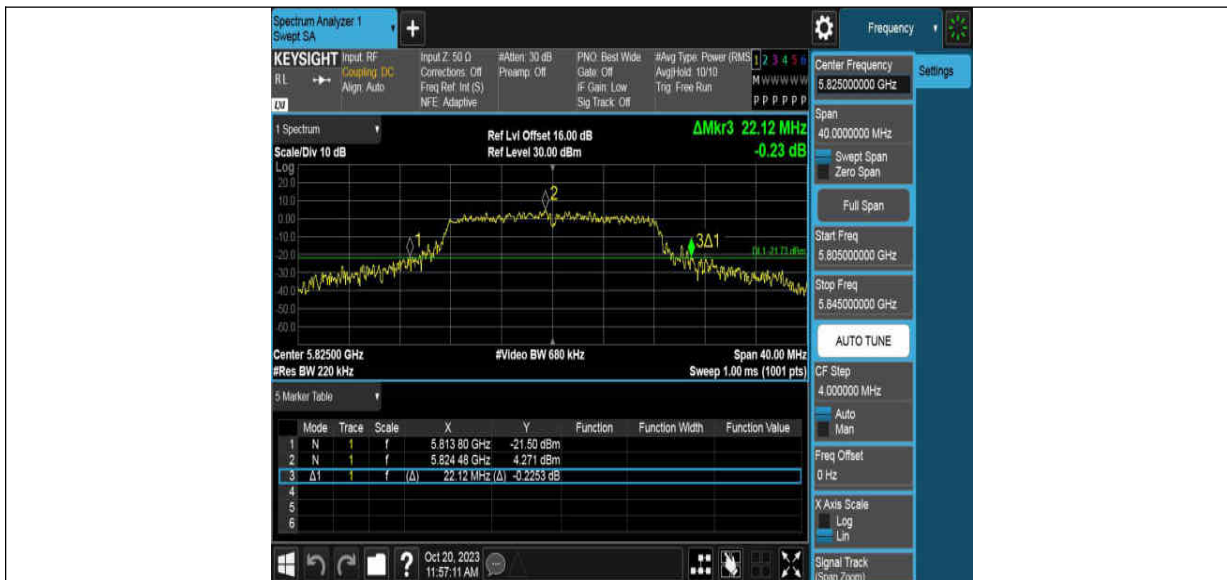 Spectrum Analyzer 1
Swept SA
+
Frequency
KEYSIGHT
RL
LXI
Input: RF
Coupling: DC
Align: Auto
Input Z: 50 Ω
Corrections: Off
Freq Ref: Int (S)
NFE: Adaptive
#Atten: 30 dB
Preamp: Off
PNO: Best Wide
Gate: Off
IF Gain: Low
Sig Track: Off
#Avg Type: Power (RMS
Avg|Hold: 10/10
Trig: Free Run
1 2 3 4 5 6
M W W W W W
P P P P P P
1 Spectrum
Scale/Div 10 dB
Ref Lvl Offset 16.00 dB
Ref Level 30.00 dBm
ΔMkr3 22.12 MHz
-0.23 dB
Log
20.0
10.0
0.00
-10.0
-20.0
-30.0
-40.0
-50.0
-60.0
1
2
3Δ1
DL1 -21.73 dBm
Center 5.82500 GHz
#Video BW 680 kHz
Span 40.00 MHz
#Res BW 220 kHz
Sweep 1.00 ms (1001 pts)
5 Marker Table
Mode Trace Scale X Y Function Function Width Function Value
1 N 1 f 5.813 80 GHz -21.50 dBm
2 N 1 f 5.824 48 GHz 4.271 dBm
3 Δ1 1 f (Δ) 22.12 MHz (Δ) -0.2253 dB
4
5
6
?
Oct 20, 2023
11:57:11 AM
Center Frequency
5.825000000 GHz
Settings
Span
40.0000000 MHz
Swept Span
Zero Span
Full Span
Start Freq
5.805000000 GHz
Stop Freq
5.845000000 GHz
AUTO TUNE
CF Step
4.000000 MHz
Auto
Man
Freq Offset
0 Hz
X Axis Scale
Log
Lin
Signal Track
(Span Zoom)